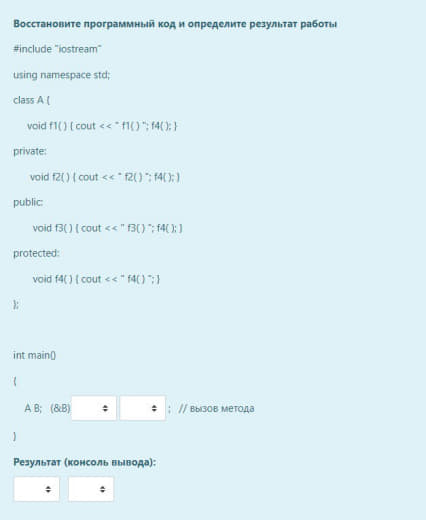 Восстановите программный код и определите результат работы
#include "iostream"
using namespace std;
class A {
void f1( ) { cout << " f1( ) "; f4( ); }
private:
void f2( ) { cout << " f2( ) "; f4( ); }
public:
void f3( ) { cout << " f3( ) "; f4( ); }
protected:
void f4( ) { cout << " f4( ) "; }
};
int main()
{
A B; (&B) ; // вызов метода
}
Результат (консоль вывода):